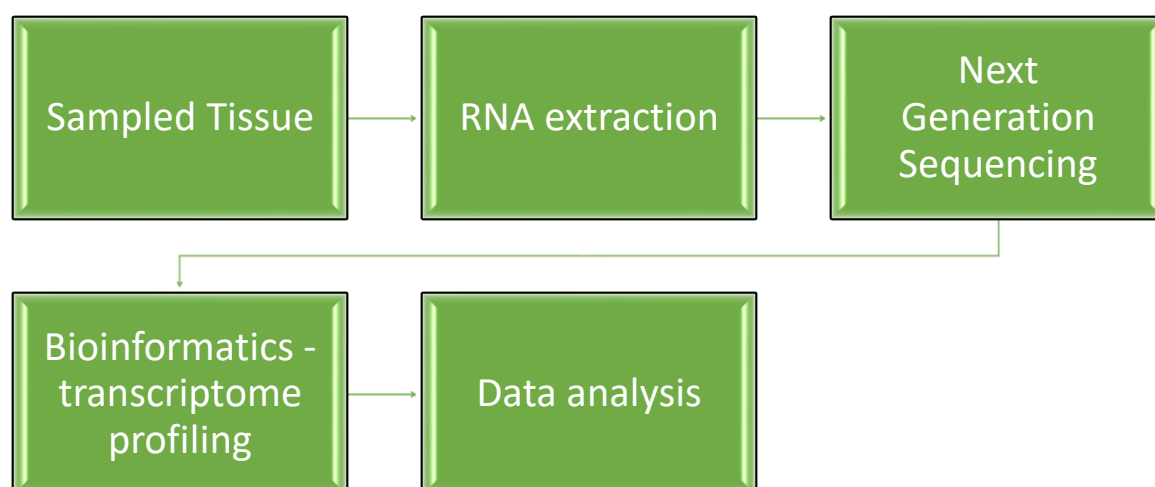 Sampled Tissue
RNA extraction
Next
Generation
Sequencing
Bioinformatics -
transcriptome
profiling
Data analysis